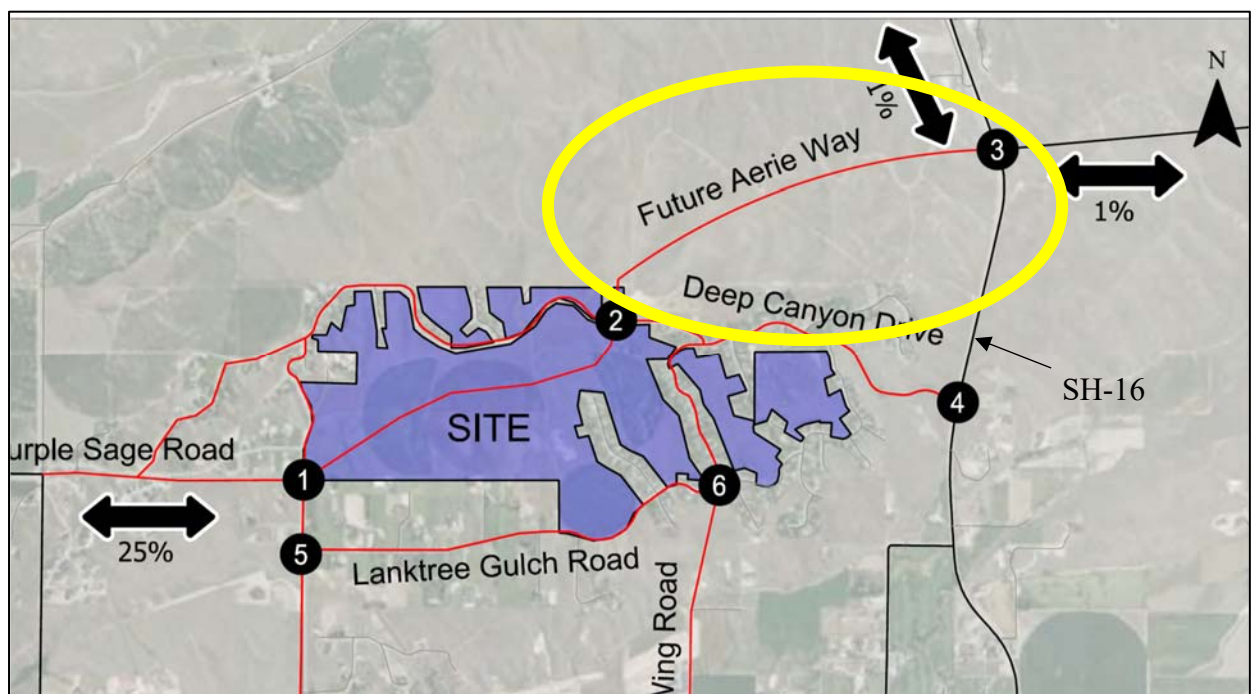 N
1%
3
Future Aerie Way
1%
Deep Canyon Drive
2
SH-16
4
SITE
urple Sage Road
1
6
25%
5
Lanktree Gulch Road
Wing Road